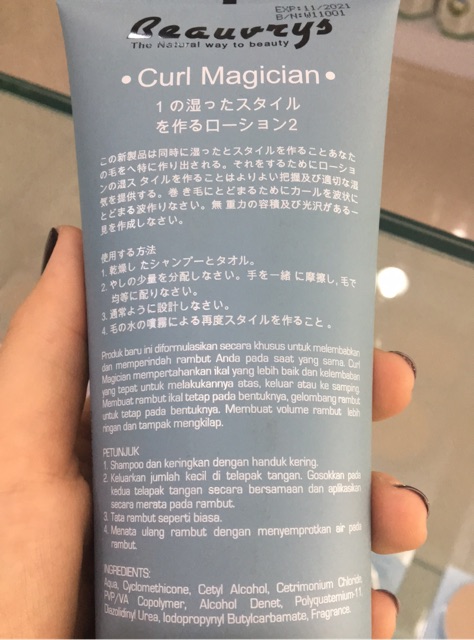 EXP:11/2021
B/N:W11001
Beauvrys
The Natural way to beauty
• Curl Magician •
1の湿ったスタイル
を作るローション2
この新製品は同時に湿ったとスタイルを作ることあなた
の毛をへ特に作り出される。それをするためにローショ
ンの湿ス タイルを作ることはよりよい把握及び適切な湿
気を提供する。巻 き毛にとどまるためにカールを波状に
とどまる波作りなさい。無 重力の容積及び光沢がある一
見を作成しなさい。
使用する方法
1. 乾燥し たシャンプーとタオル。
2. やしの少量を分配しなさい。手を一緒 に摩擦し, 毛で
均等に配りなさい。
3. 通常ように設計しなさい。
4. 毛の水の噴霧による再度スタイルを作ること 。
Produk baru ini diformulasikan secara khusus untuk melembabkan
dan memperindah rambut Anda pada saat yang sama. Curl
Magician mempertahankan ikal yang lebih baik dan kelembaban
yang tepat untuk melakukannya atas, keluar atau ke samping.
Membuat rambut ikal tetap pada bentuknya, gelombang rambut
untuk tetap pada bentuknya. Membuat volume rambut lebih
ringan dan tampak mengkilap.
PETUNJUK
1. Shampoo dan keringkan dengan handuk kering.
2. Keluarkan jumlah kecil di telapak tangan. Gosokkan pada
kedua telapak tangan secara bersamaan dan aplikasikan
secara merata pada rambut.
3. Tata rambut seperti biasa.
4. Menata ulang rambut dengan menyemprotkan air pada
rambut.
INGREDIENTS:
Aqua, Cyclomethicone, Cetyl Alcohol, Cetrimonium Chloride,
PVP/VA Copolymer, Alcohol Denet, Polyquaternium-11,
Diazolidinyl Urea, Iodopropynyl Butylcarbamate, Fragrance.